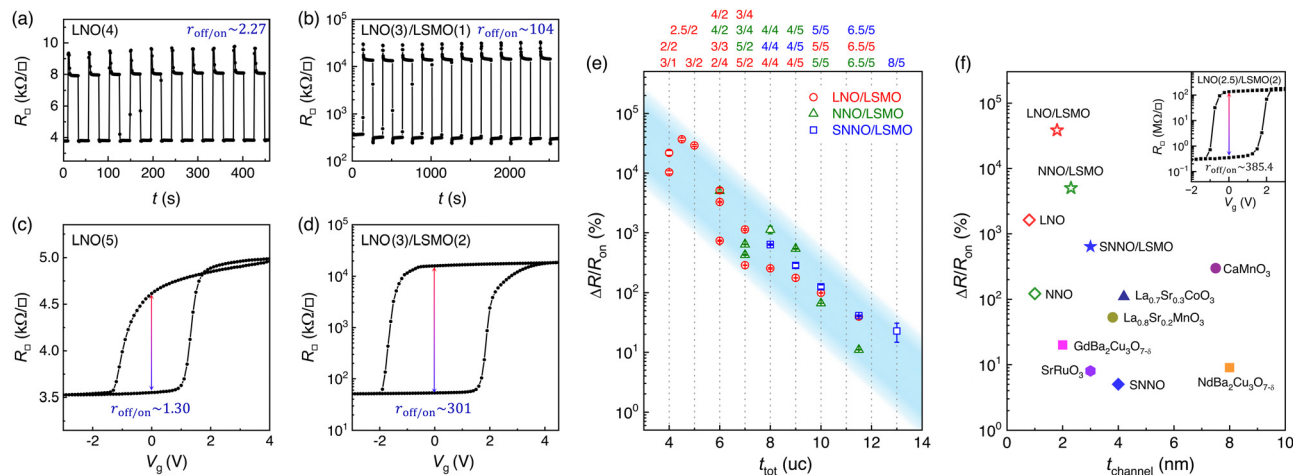 (a)
LNO(4)
r_off/on~2.27
R□ (kΩ/□)
10
8
6
4
0 100 200 300 400
t (s)
(b)
LNO(3)/LSMO(1)
r_off/on~104
R□ (kΩ/□)
10^5
10^4
10^3
10^2
0 1000 2000
t (s)
(c)
LNO(5)
r_off/on~1.30
R□ (kΩ/□)
5.0
4.5
4.0
3.5
-2 0 2 4
V_g (V)
(d)
LNO(3)/LSMO(2)
r_off/on~301
R□ (kΩ/□)
10^5
10^4
10^3
10^2
10^1
-2 0 2 4
V_g (V)
(e)
4/2 3/4
2.5/2 4/2 3/4 4/4 4/5 5/5 6.5/5
2/2 3/3 5/2 4/4 4/5 5/5 6.5/5
3/1 3/2 2/4 5/2 4/4 4/5 5/5 6.5/5 8/5
LNO/LSMO
NNO/LSMO
SNNO/LSMO
ΔR/R_on (%)
10^5
10^4
10^3
10^2
10^1
10^0
4 6 8 10 12 14
t_tot (uc)
(f)
LNO(2.5)/LSMO(2)
R□ (MΩ/□)
10^2
10^1
10^0
10^-1
r_off/on~385.4
-2 0 2
V_g (V)
LNO/LSMO
NNO/LSMO
LNO
SNNO/LSMO
CaMnO3
NNO
La0.7Sr0.3CoO3
La0.8Sr0.2MnO3
GdBa2Cu3O7-δ
SrRuO3
SNNO
NdBa2Cu3O7-δ
ΔR/R_on (%)
10^5
10^4
10^3
10^2
10^1
10^0
0 2 4 6 8 10
t_channel (nm)